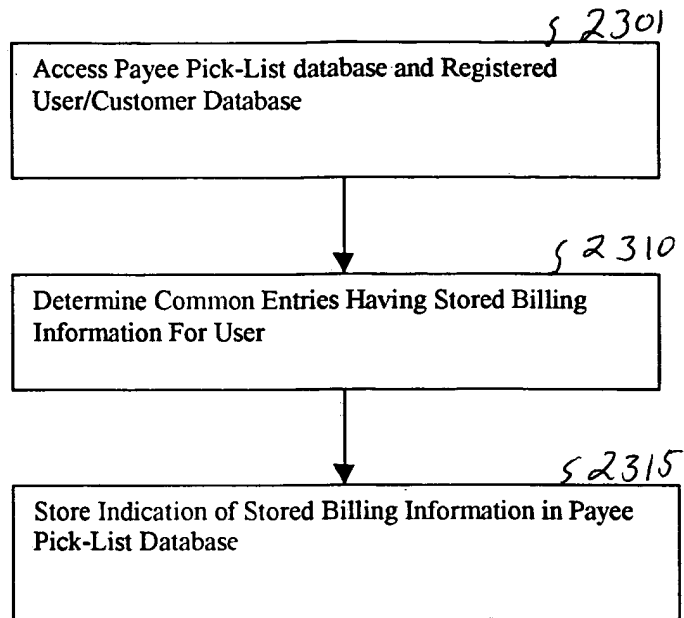 2301
Access Payee Pick-List database and Registered
User/Customer Database
2310
Determine Common Entries Having Stored Billing
Information For User
2315
Store Indication of Stored Billing Information in Payee
Pick-List Database